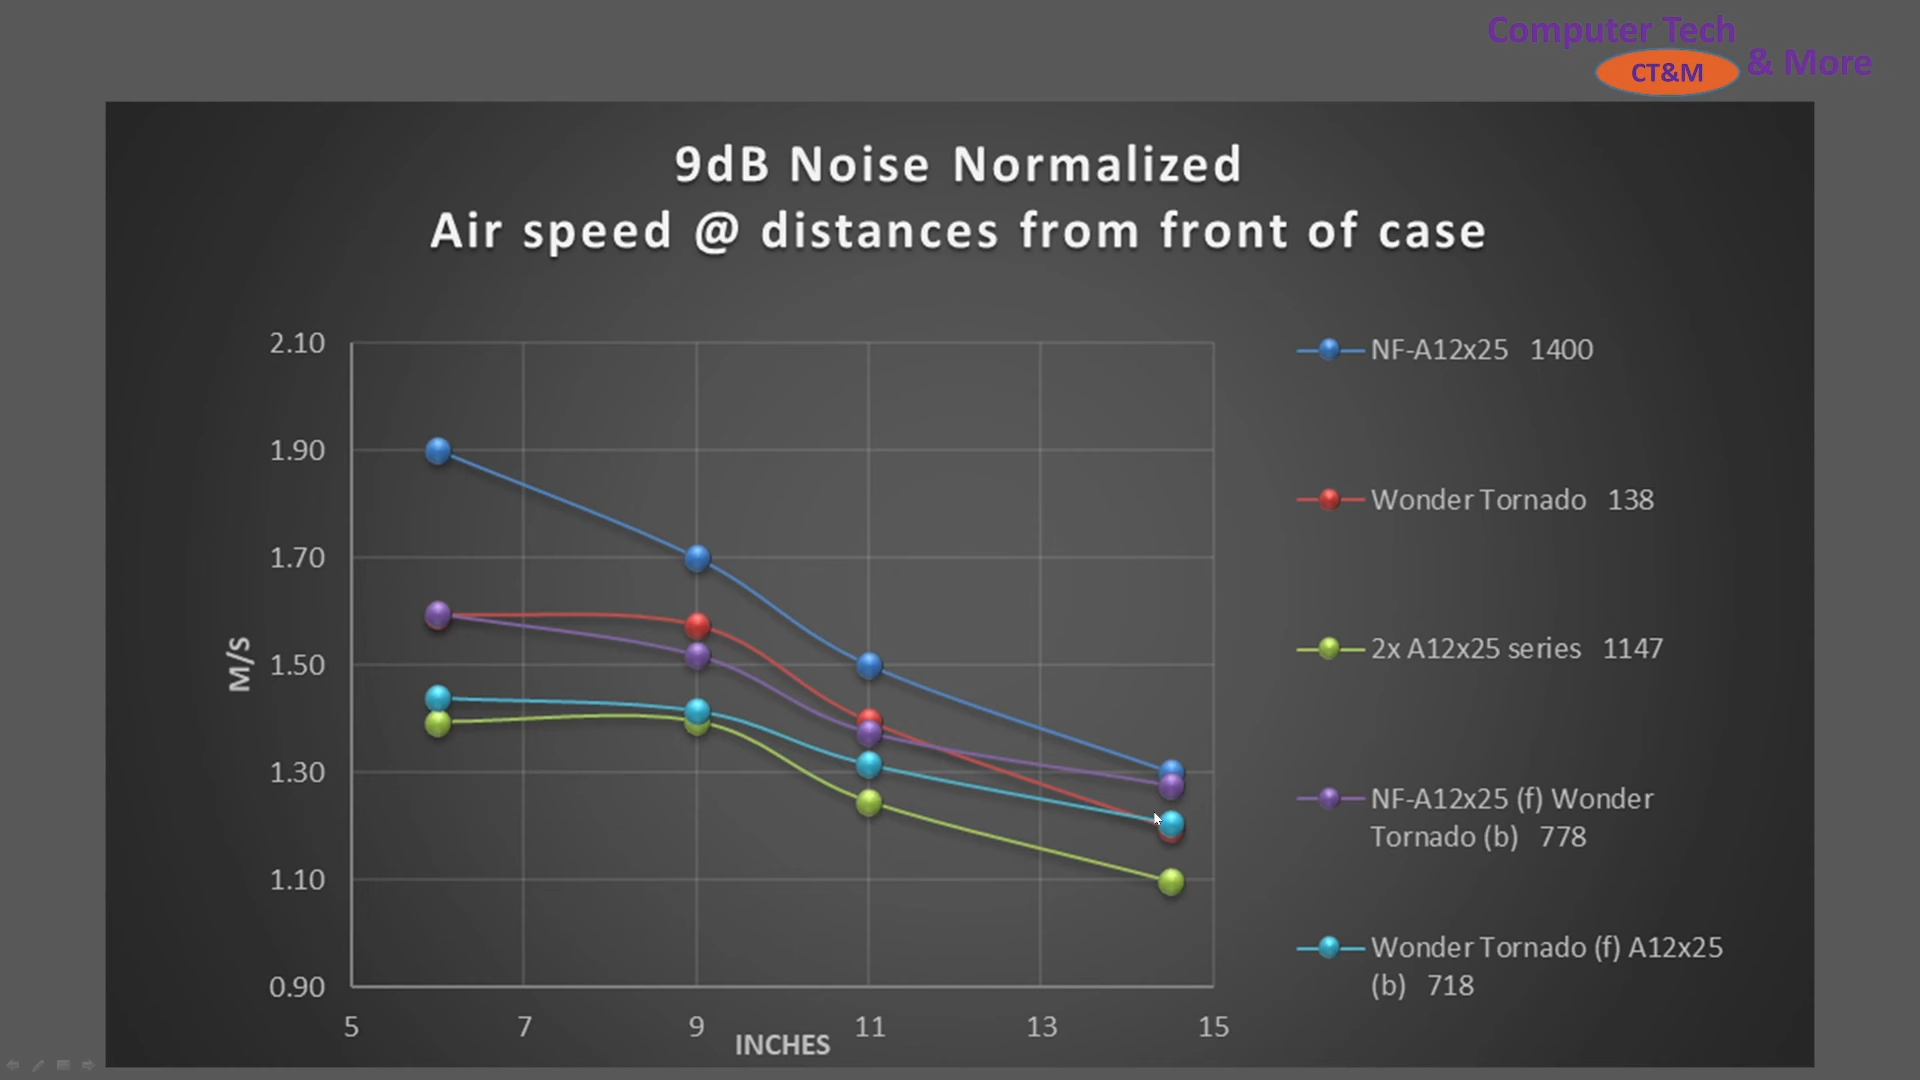 Computer Tech
CT&M
& More
9dB Noise Normalized
Air speed @ distances from front of case
2.10
1.90
1.70
1.50
1.30
1.10
0.90
M/S
5 7 9 11 13 15
INCHES
NF-A12x25 1400
Wonder Tornado 138
2x A12x25 series 1147
NF-A12x25 (f) Wonder
Tornado (b) 778
Wonder Tornado (f) A12x25
(b) 718